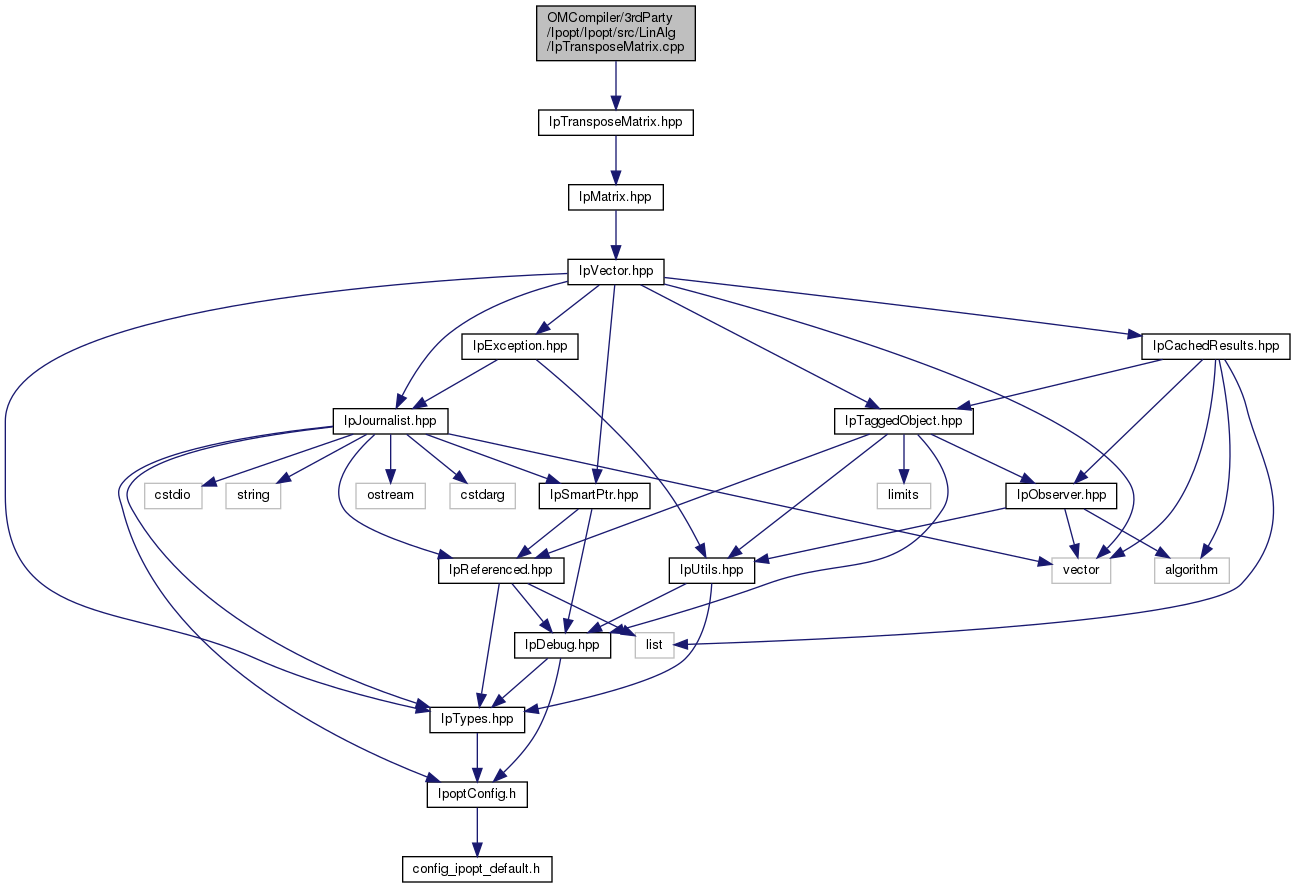 OMCompiler/3rdParty
/Ipopt/Ipopt/src/LinAlg
/IpTransposeMatrix.cpp
IpTransposeMatrix.hpp
IpMatrix.hpp
IpVector.hpp
IpException.hpp
IpCachedResults.hpp
IpJournalist.hpp
IpTaggedObject.hpp
cstdio
string
ostream
cstdarg
IpSmartPtr.hpp
limits
IpObserver.hpp
IpReferenced.hpp
IpUtils.hpp
vector
algorithm
IpDebug.hpp
list
IpTypes.hpp
IpoptConfig.h
config_ipopt_default.h